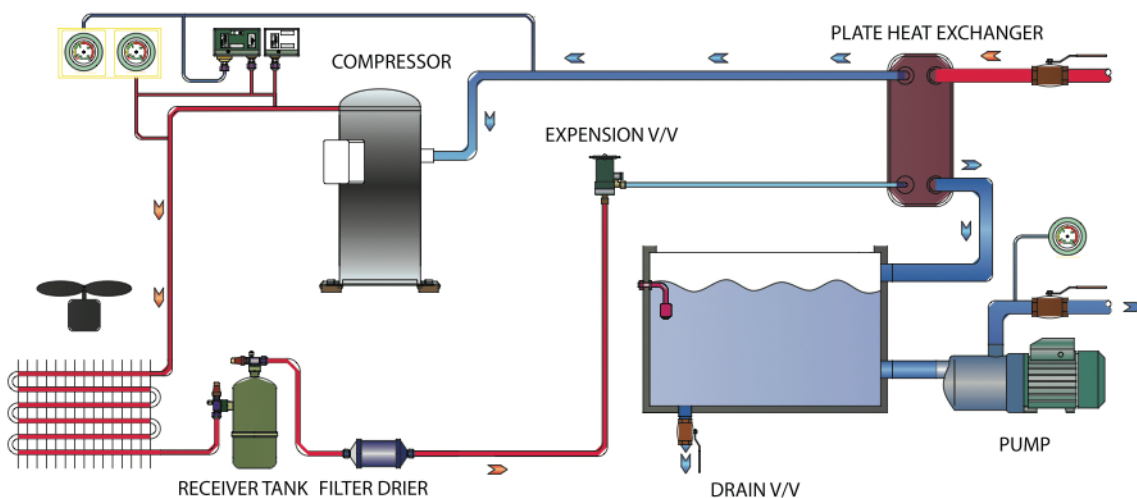 PLATE HEAT EXCHANGER
COMPRESSOR
EXPENSION V/V
PUMP
RECEIVER TANK
FILTER DRIER
DRAIN V/V